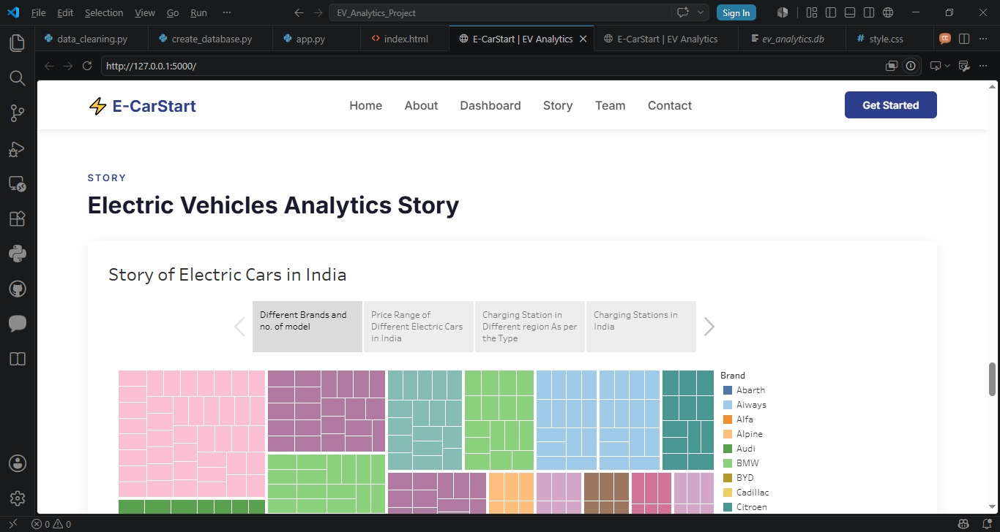 File Edit Selection View Go Run ···
EV_Analytics_Project
Sign In
data_cleaning.py
create_database.py
app.py
index.html
E-CarStart | EV Analytics
E-CarStart | EV Analytics
ev_analytics.db
style.css
http://127.0.0.1:5000/
E-CarStart
Home About Dashboard Story Team Contact
Get Started
STORY
Electric Vehicles Analytics Story
Story of Electric Cars in India
Different Brands and
no. of model
Price Range of
Different Electric Cars
in India
Charging Station in
Different region As per
the Type
Charging Stations in
India
Brand
Abarth
Aiways
Alfa
Alpine
Audi
BMW
BYD
Cadillac
Citroen
0 0